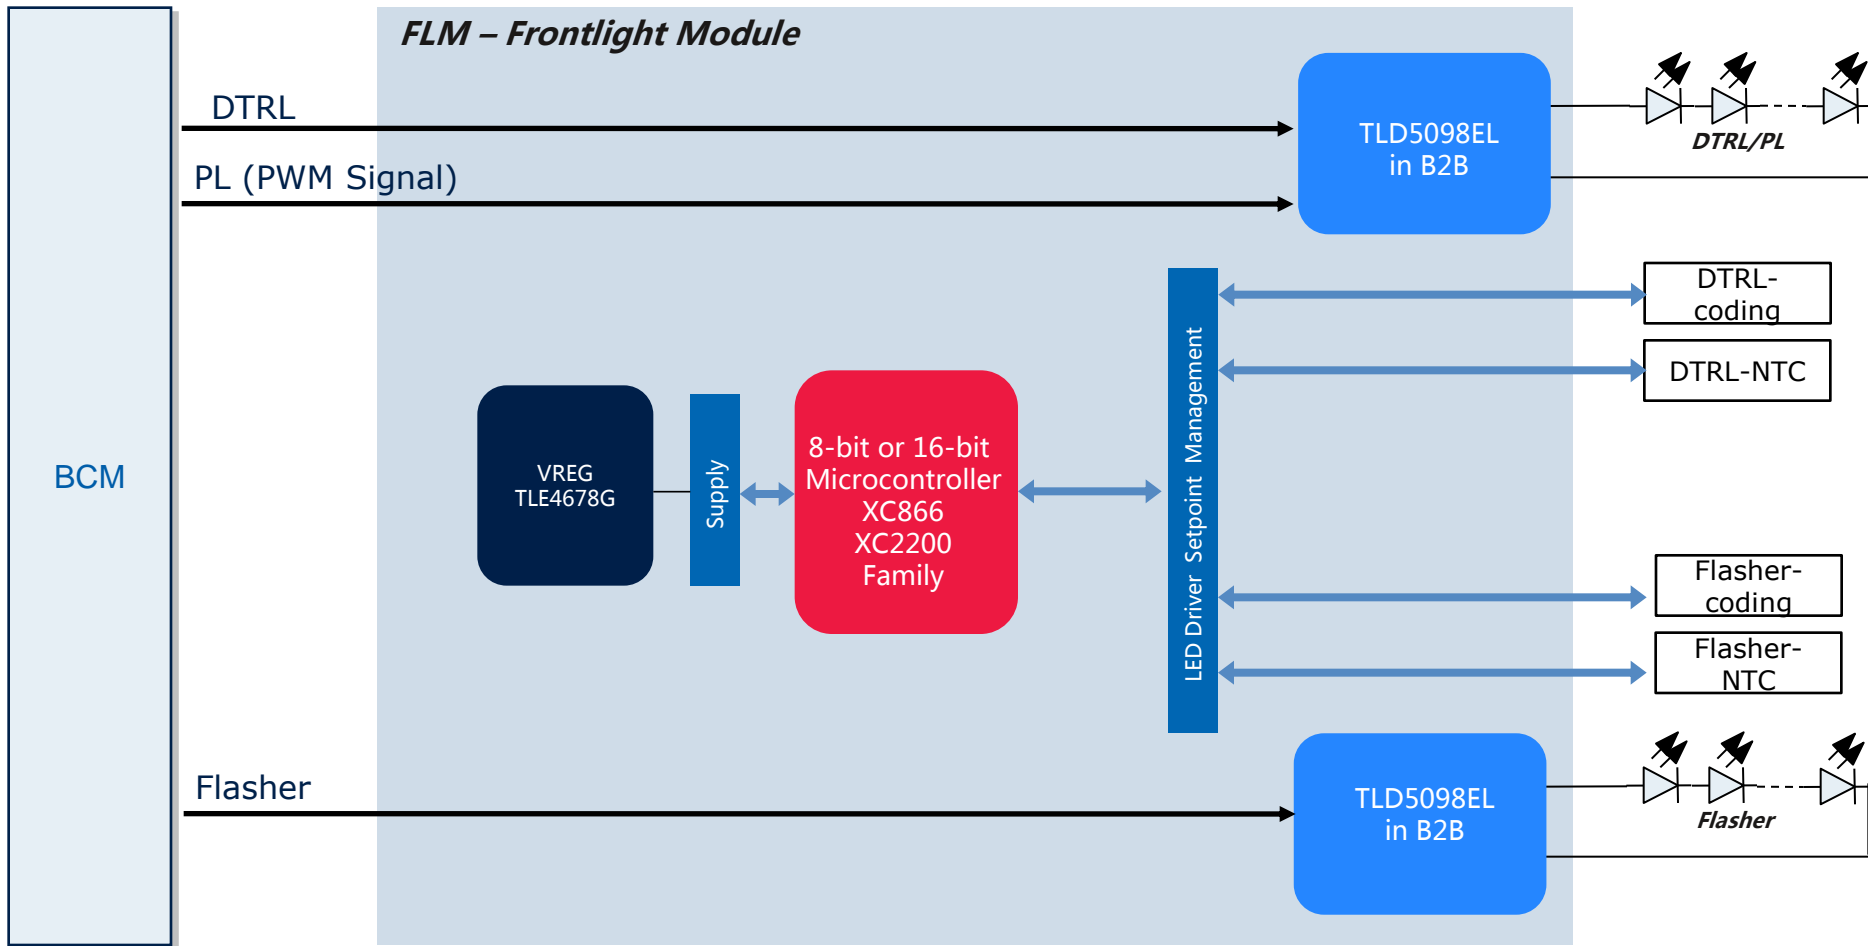 FLM – Frontlight Module
DTRL
PL (PWM Signal)
TLD5098EL
in B2B
DTRL/PL
DTRL-
coding
DTRL-NTC
BCM
VREG
TLE4678G
Supply
8-bit or 16-bit
Microcontroller
XC866
XC2200
Family
LED Driver Setpoint Management
Flasher-
coding
Flasher-
NTC
Flasher
TLD5098EL
in B2B
Flasher